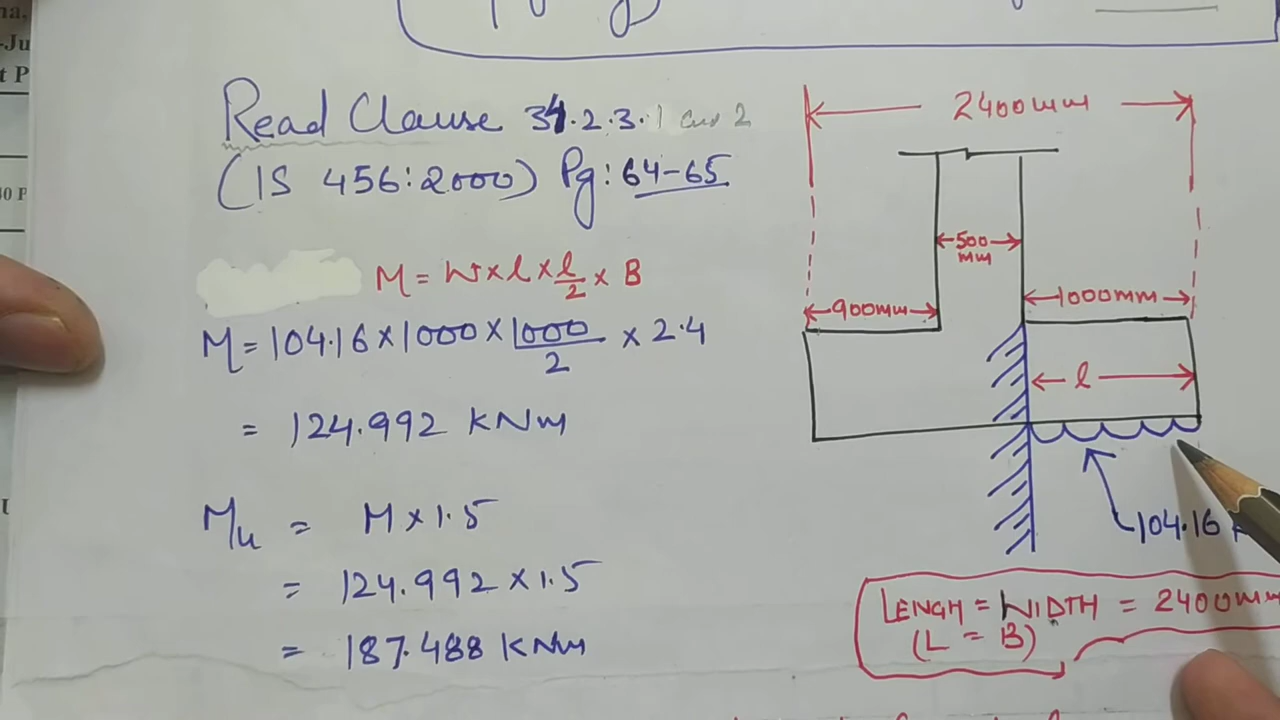 na,
-Ju
t P
Read Clause 34.2.3.1 and 2
(IS 456:2000) Pg: 64-65
M = w x l x l/2 x B
M = 104.16 x 1000 x 1000/2 x 2.4
= 124.992 KNm
Mu = M x 1.5
= 124.992 x 1.5
= 187.488 KNm
2400mm
500 mm
900mm
1000mm
l
104.16
LENGH = WIDTH = 2400mm
(L = B)